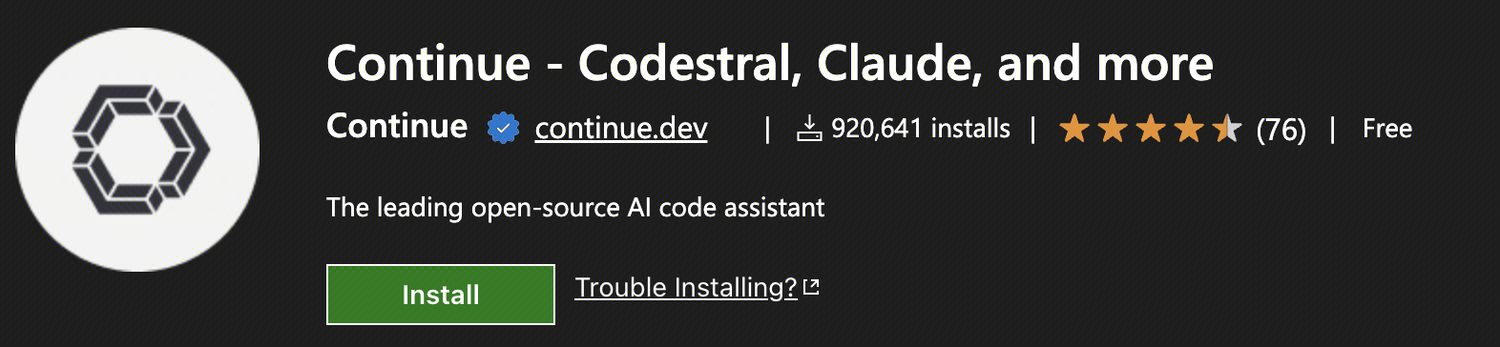 Continue - Codestral, Claude, and more
Continue continue.dev | 920,641 installs | (76) | Free
The leading open-source AI code assistant
Install Trouble Installing?